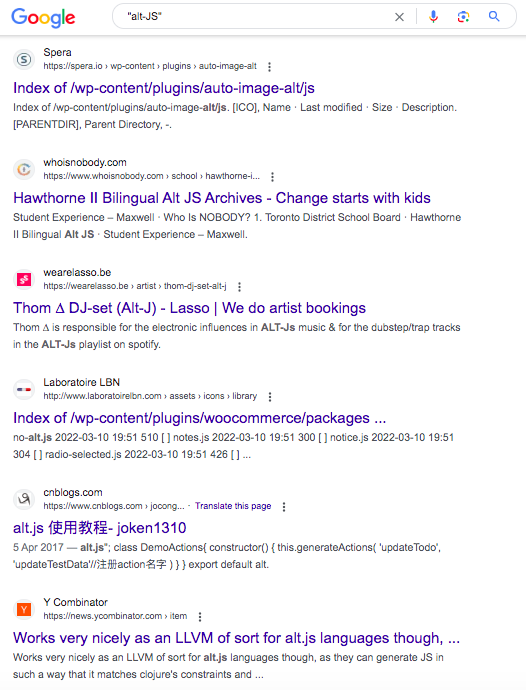 Google
"alt-JS"
Spera
https://spera.io › wp-content › plugins › auto-image-alt
Index of /wp-content/plugins/auto-image-alt/js
Index of /wp-content/plugins/auto-image-alt/js. [ICO], Name · Last modified · Size · Description.
[PARENTDIR], Parent Directory, -.
whoisnobody.com
https://www.whoisnobody.com › school › hawthorne-i...
Hawthorne II Bilingual Alt JS Archives - Change starts with kids
Student Experience – Maxwell · Who Is NOBODY? 1. Toronto District School Board · Hawthorne
II Bilingual Alt JS · Student Experience – Maxwell.
wearelasso.be
https://wearelasso.be › artist › thom-dj-set-alt-j
Thom Δ DJ-set (Alt-J) - Lasso | We do artist bookings
Thom Δ is responsible for the electronic influences in ALT-Js music & for the dubstep/trap tracks
in the ALT-Js playlist on spotify.
Laboratoire LBN
http://www.laboratoirelbn.com › assets › icons › library
Index of /wp-content/plugins/woocommerce/packages ...
no-alt.js 2022-03-10 19:51 510 [ ] notes.js 2022-03-10 19:51 300 [ ] notice.js 2022-03-10 19:51
304 [ ] radio-selected.js 2022-03-10 19:51 426 [ ] ...
cnblogs.com
https://www.cnblogs.com › jocong... · Translate this page
alt.js 使用教程- joken1310
5 Apr 2017 — alt.js"; class DemoActions{ constructor() { this.generateActions( 'updateTodo',
'updateTestData'//注册action名字 ) } } export default alt.
Y Combinator
https://news.ycombinator.com › item
Works very nicely as an LLVM of sort for alt.js languages though, ...
Works very nicely as an LLVM of sort for alt.js languages though, as they can generate JS in
such a way that it matches clojure's constraints and ...